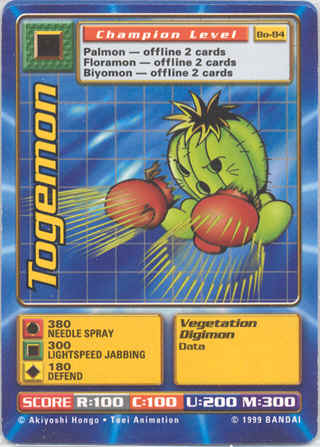 Champion Level
Bo-84
Palmon — offline 2 cards
Floramon — offline 2 cards
Biyomon — offline 2 cards
Togemon
380
NEEDLE SPRAY
300
LIGHTSPEED JABBING
180
DEFEND
Vegetation
Digimon
Data
SCORE R:100 C:100 U:200 M:300
© Akiyoshi Hongo • Toei Animation © 1999 BANDAI